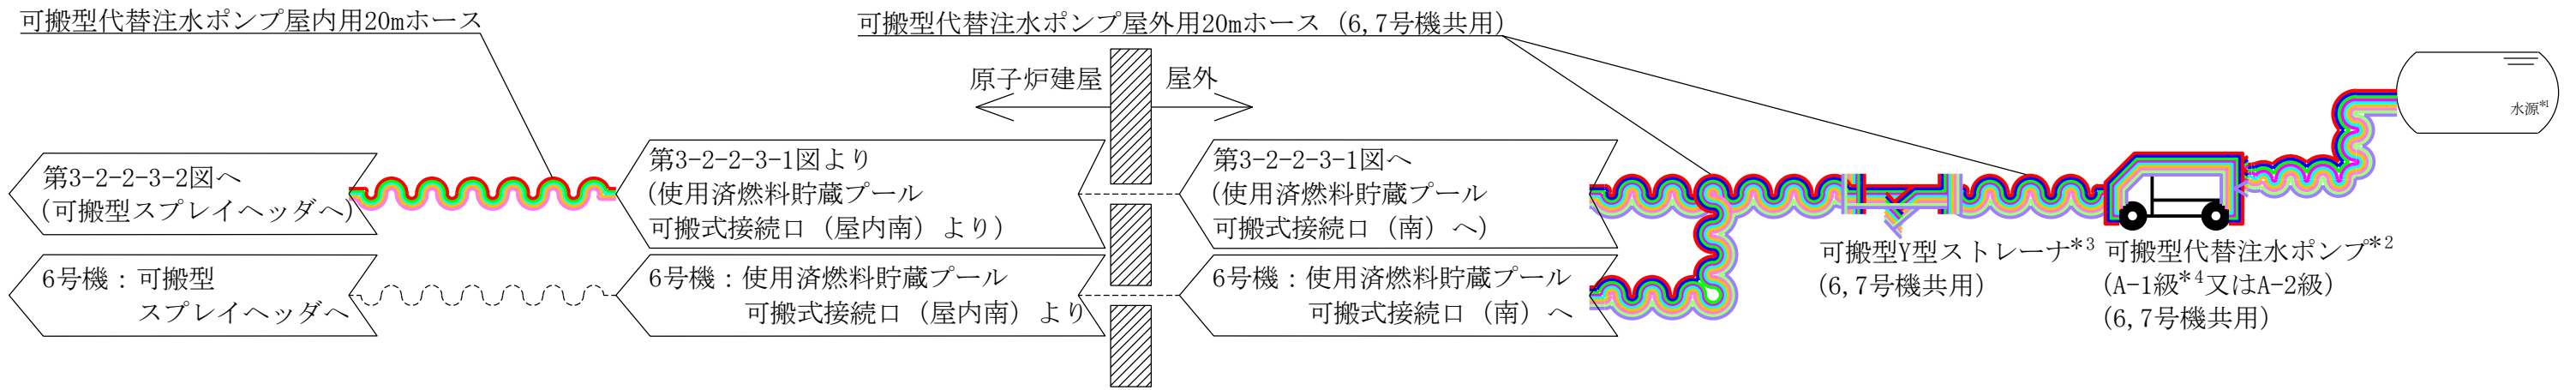 可搬型代替注水ポンプ屋内用20mホース
可搬型代替注水ポンプ屋外用20mホース（6,7号機共用）
原子炉建屋
屋外
水源*1
第3-2-2-3-2図へ
(可搬型スプレイヘッダへ)
第3-2-2-3-1図より
(使用済燃料貯蔵プール
可搬式接続口（屋内南）より)
第3-2-2-3-1図へ
(使用済燃料貯蔵プール
可搬式接続口（南）へ)
可搬型Y型ストレーナ*3
(6,7号機共用)
可搬型代替注水ポンプ*2
(A-1級*4又はA-2級)
(6,7号機共用)
6号機：可搬型
スプレイヘッダへ
6号機：使用済燃料貯蔵プール
可搬式接続口（屋内南）より
6号機：使用済燃料貯蔵プール
可搬式接続口（南）へ